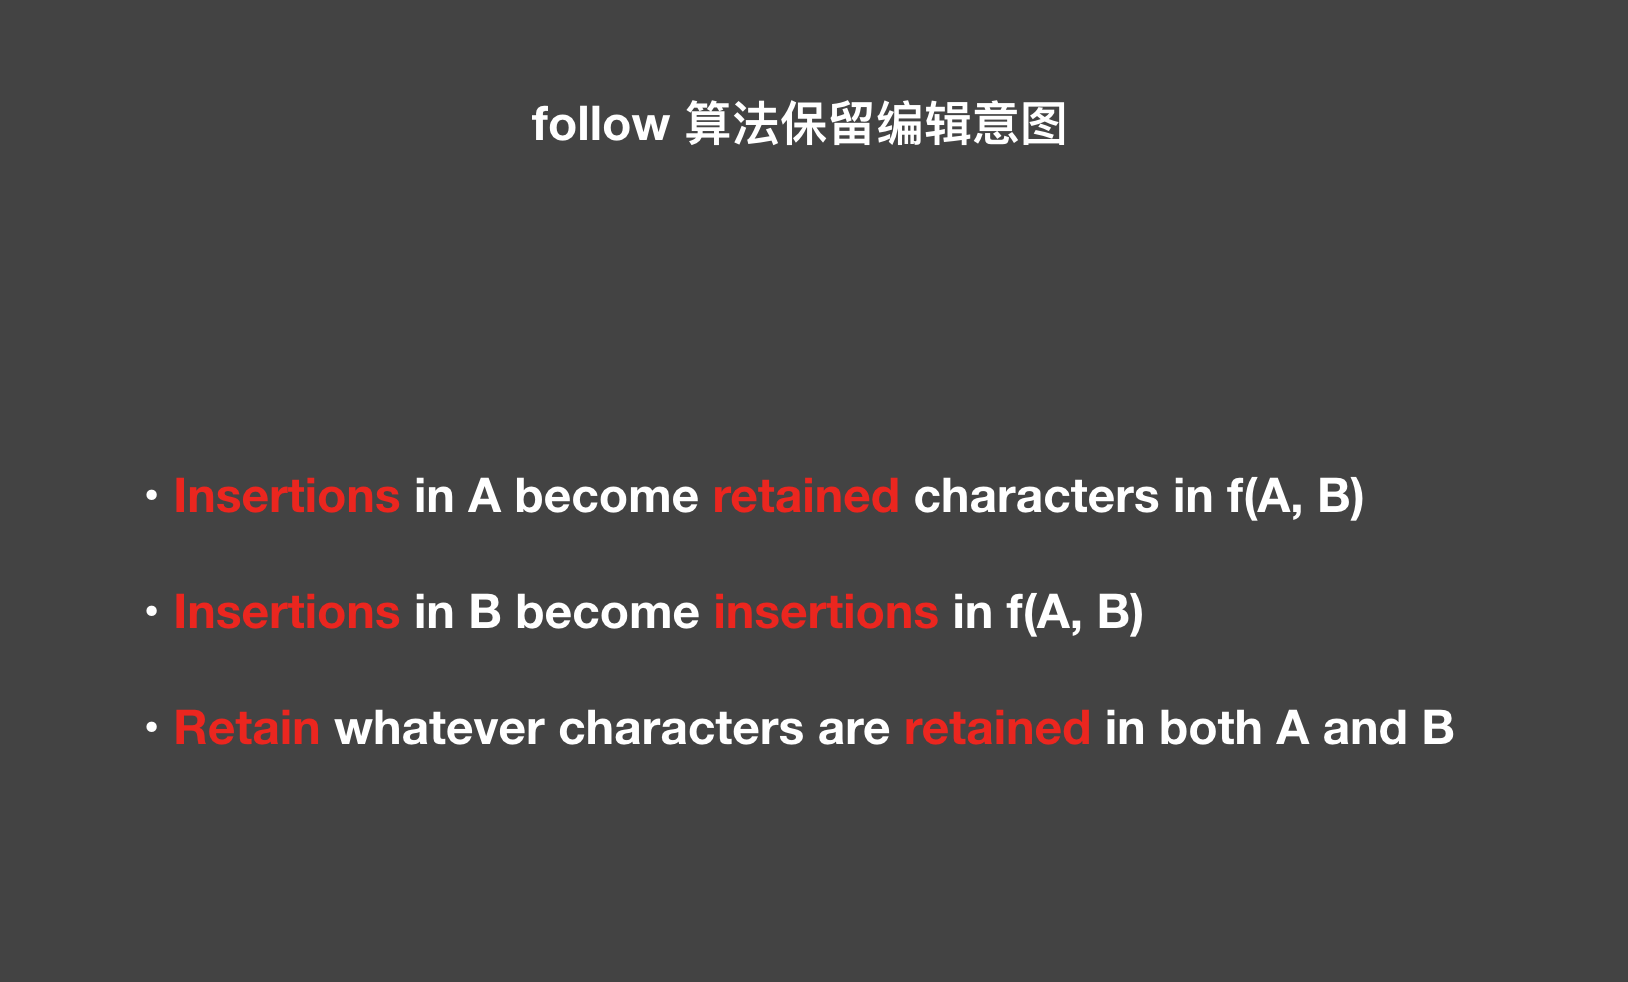 follow 算法保留编辑意图
• Insertions in A become retained characters in f(A, B)
• Insertions in B become insertions in f(A, B)
• Retain whatever characters are retained in both A and B